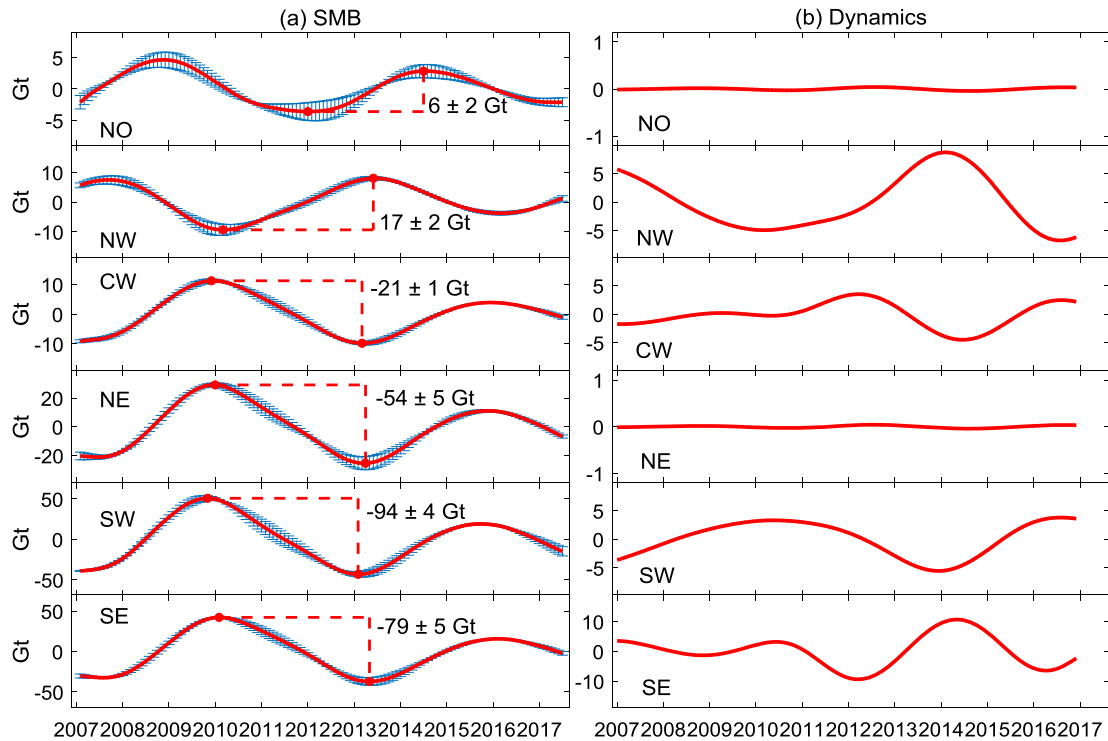 (a) SMB
(b) Dynamics
Gt
5
0
-5
NO
6 ± 2 Gt
1
0
-1
NO
Gt
10
0
-10
NW
17 ± 2 Gt
5
0
-5
NW
Gt
10
0
-10
CW
-21 ± 1 Gt
5
0
-5
CW
Gt
20
0
-20
NE
-54 ± 5 Gt
1
0
-1
NE
Gt
50
0
-50
SW
-94 ± 4 Gt
5
0
-5
SW
Gt
50
0
-50
SE
-79 ± 5 Gt
10
0
-10
SE
2007 2008 2009 2010 2011 2012 2013 2014 2015 2016 2017
2007 2008 2009 2010 2011 2012 2013 2014 2015 2016 2017